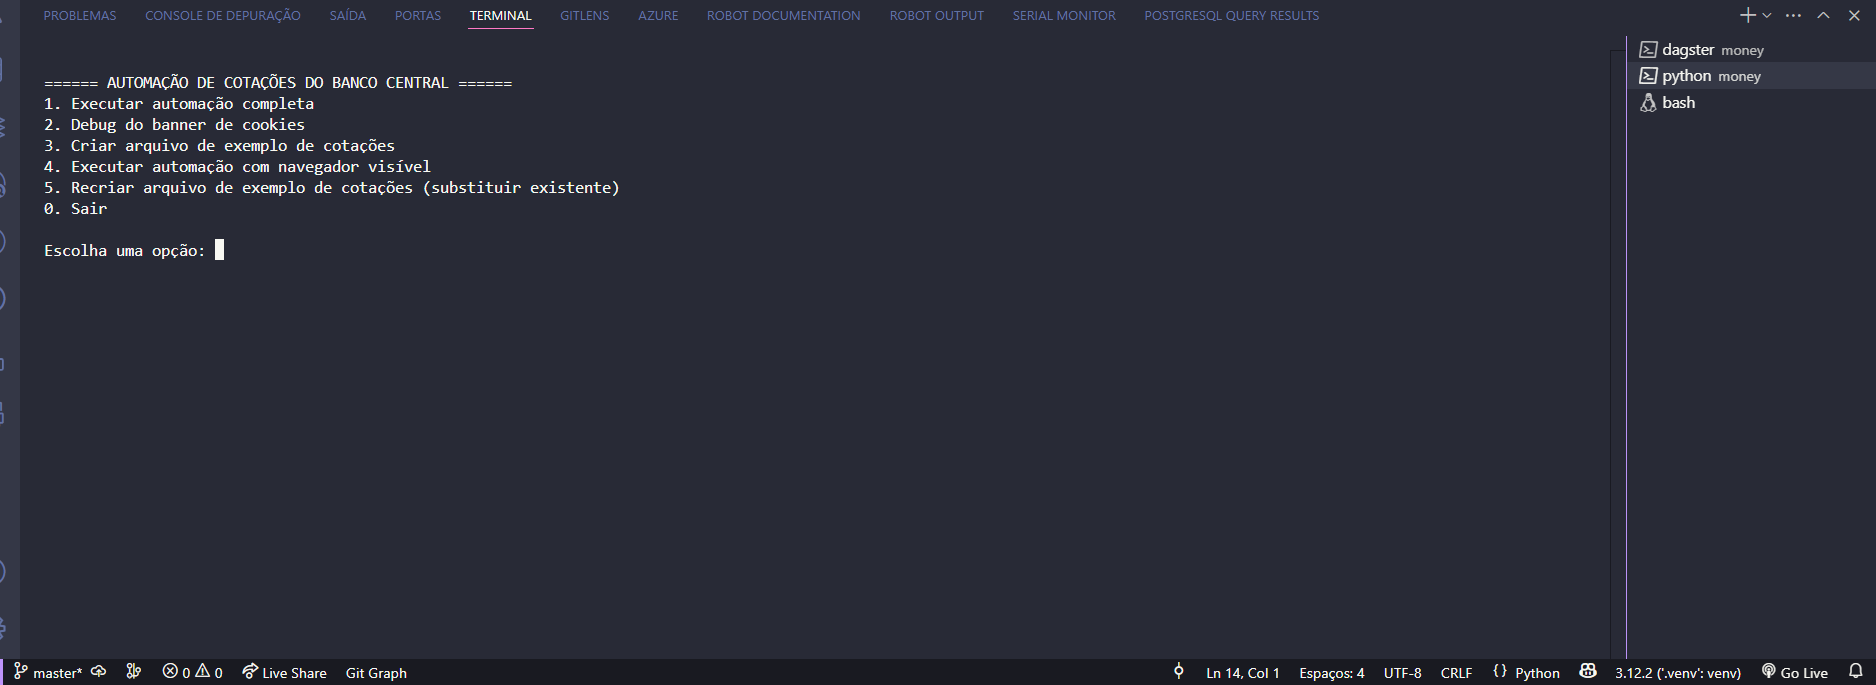 PROBLEMAS CONSOLE DE DEPURAÇÃO SAÍDA PORTAS TERMINAL GITLENS AZURE ROBOT DOCUMENTATION ROBOT OUTPUT SERIAL MONITOR POSTGRESQL QUERY RESULTS
====== AUTOMAÇÃO DE COTAÇÕES DO BANCO CENTRAL ======
1. Executar automação completa
2. Debug do banner de cookies
3. Criar arquivo de exemplo de cotações
4. Executar automação com navegador visível
5. Recriar arquivo de exemplo de cotações (substituir existente)
0. Sair
Escolha uma opção:
dagster money
python money
bash
master* 0 0 Live Share Git Graph Ln 14, Col 1 Espaços: 4 UTF-8 CRLF {} Python 3.12.2 ('.venv': venv) Go Live